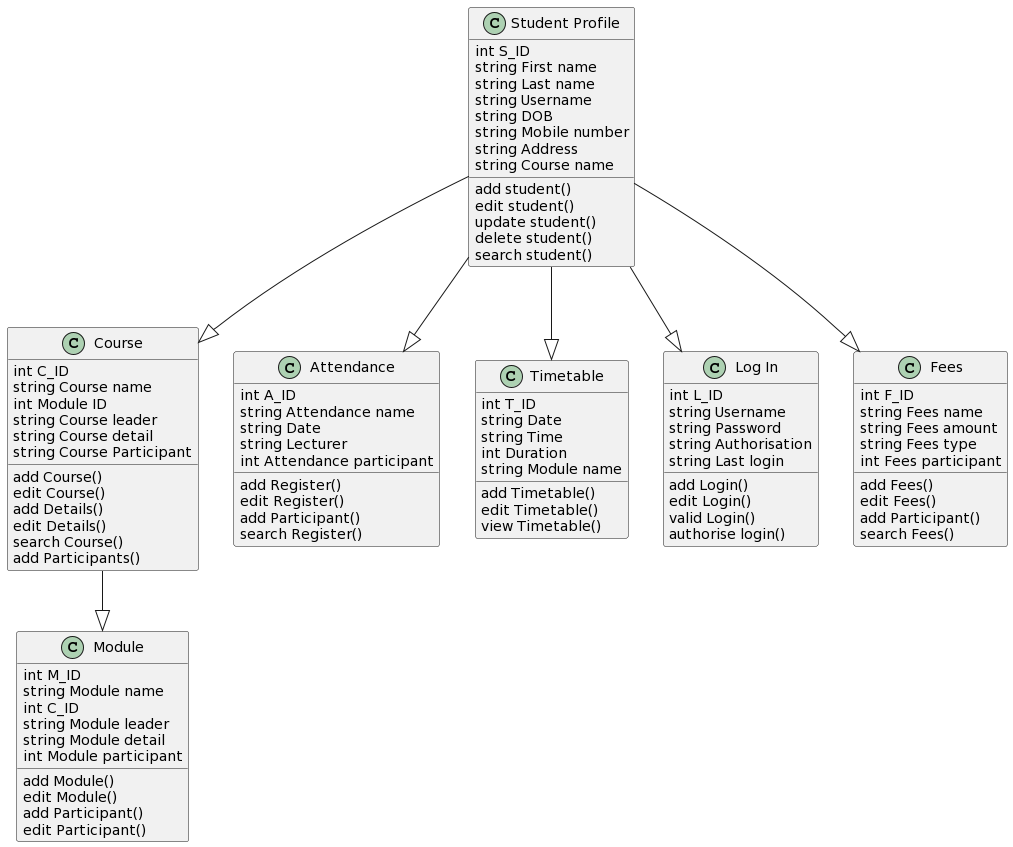 C Student Profile
int S_ID
string First name
string Last name
string Username
string DOB
string Mobile number
string Address
string Course name
add student()
edit student()
update student()
delete student()
search student()
C Course
int C_ID
string Course name
int Module ID
string Course leader
string Course detail
string Course Participant
add Course()
edit Course()
add Details()
edit Details()
search Course()
add Participants()
C Attendance
int A_ID
string Attendance name
string Date
string Lecturer
int Attendance participant
add Register()
edit Register()
add Participant()
search Register()
C Timetable
int T_ID
string Date
string Time
int Duration
string Module name
add Timetable()
edit Timetable()
view Timetable()
C Log In
int L_ID
string Username
string Password
string Authorisation
string Last login
add Login()
edit Login()
valid Login()
authorise login()
C Fees
int F_ID
string Fees name
string Fees amount
string Fees type
int Fees participant
add Fees()
edit Fees()
add Participant()
search Fees()
C Module
int M_ID
string Module name
int C_ID
string Module leader
string Module detail
int Module participant
add Module()
edit Module()
add Participant()
edit Participant()